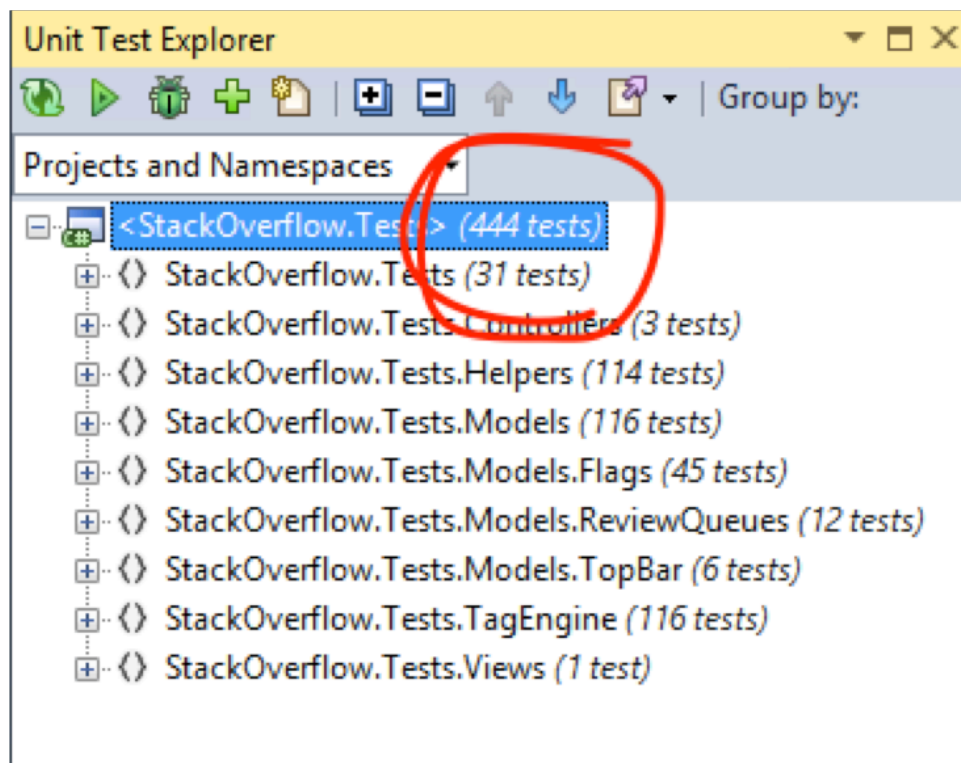 Unit Test Explorer
Group by:
Projects and Namespaces
<StackOverflow.Tests> (444 tests)
StackOverflow.Tests (31 tests)
StackOverflow.Tests.Controllers (3 tests)
StackOverflow.Tests.Helpers (114 tests)
StackOverflow.Tests.Models (116 tests)
StackOverflow.Tests.Models.Flags (45 tests)
StackOverflow.Tests.Models.ReviewQueues (12 tests)
StackOverflow.Tests.Models.TopBar (6 tests)
StackOverflow.Tests.TagEngine (116 tests)
StackOverflow.Tests.Views (1 test)